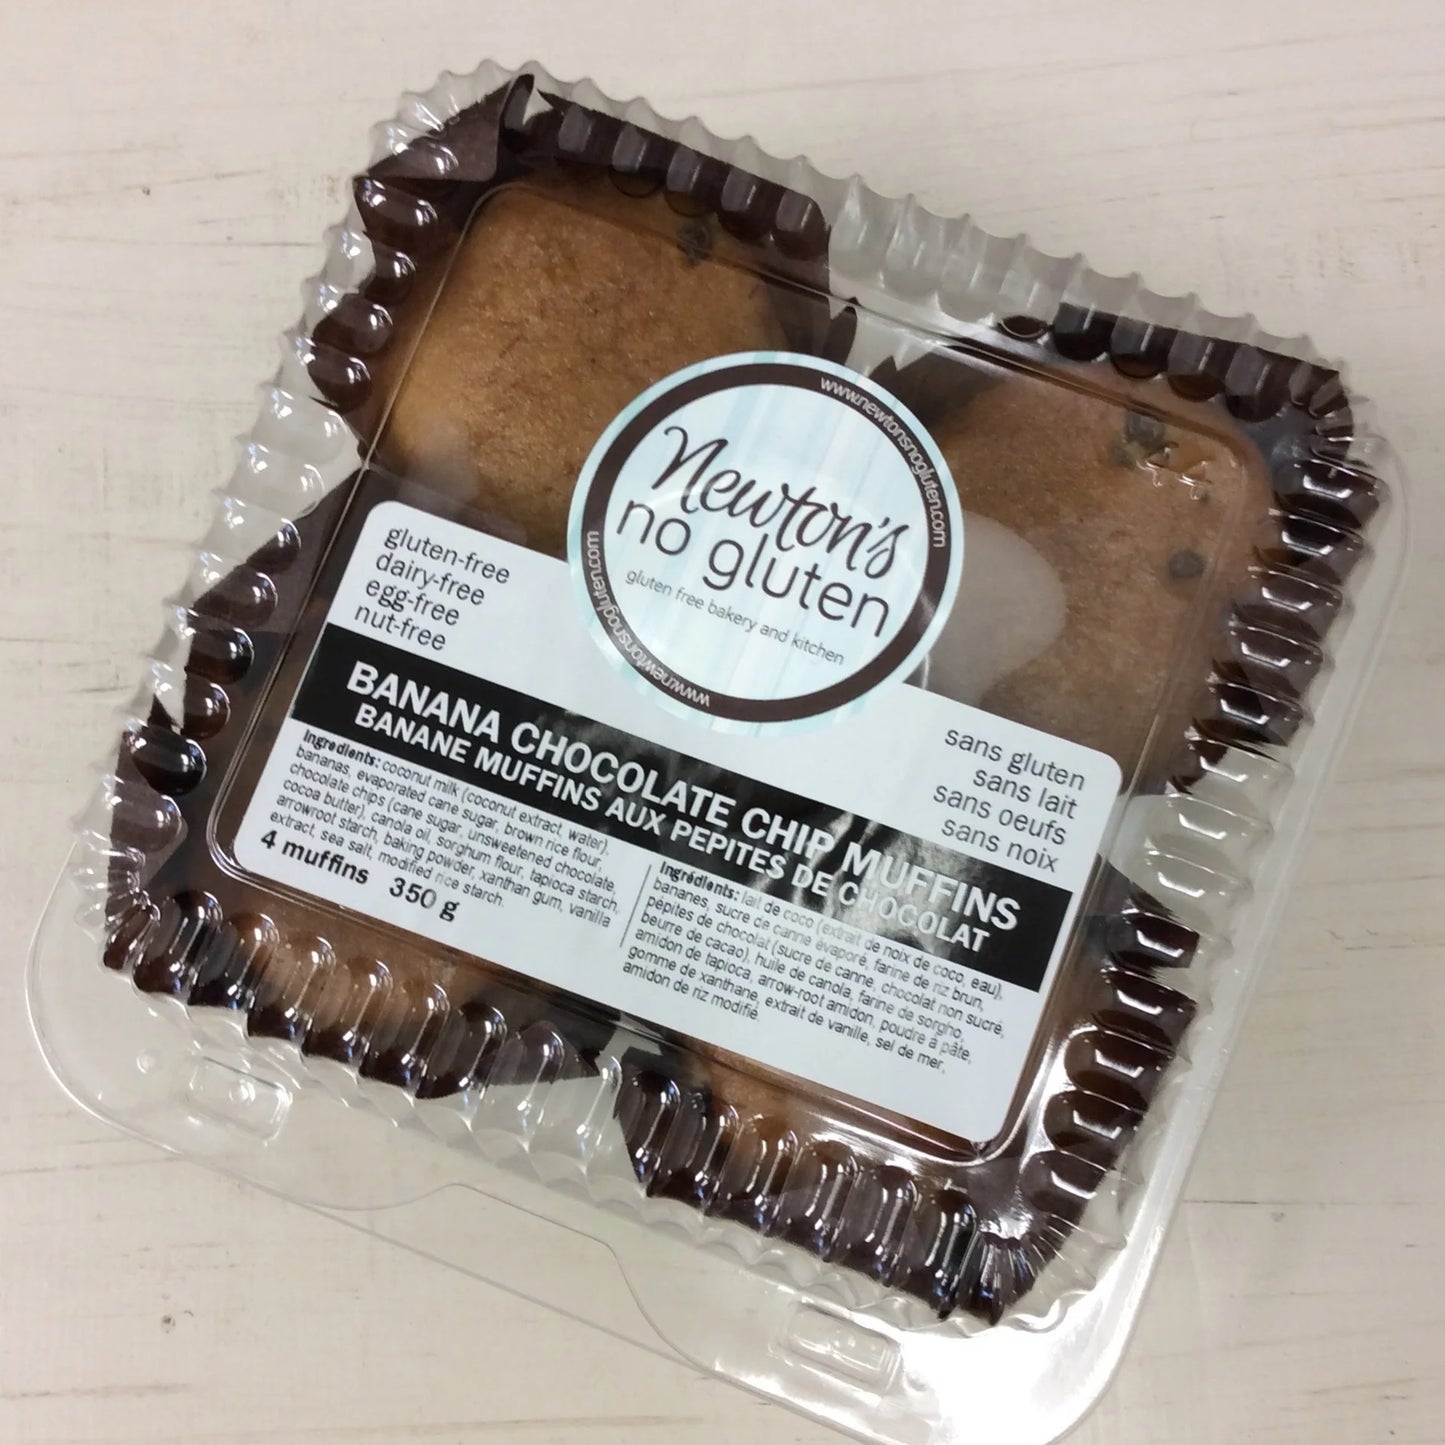 www.newtonsnogluten.com
Newton's
no gluten
gluten free bakery and kitchen
www.newtonsnogluten.com
gluten-free
dairy-free
egg-free
nut-free
sans gluten
sans lait
sans oeufs
sans noix
BANANA CHOCOLATE CHIP MUFFINS
BANANE MUFFINS AUX PEPITES DE CHOCOLAT
Ingredients: coconut milk (coconut extract, water),
bananas, evaporated cane sugar, brown rice flour,
chocolate chips (cane sugar, unsweetened chocolate,
cocoa butter), canola oil, sorghum flour, tapioca starch,
arrowroot starch, baking powder, xanthan gum, vanilla
extract, sea salt, modified rice starch.
4 muffins 350 g
Ingrédients: lait de coco (extrait de noix de coco, eau),
bananes, sucre de canne évaporé, farine de riz brun,
pépites de chocolat (sucre de canne, chocolat non sucré,
beurre de cacao), huile de canola, farine de sorgho,
amidon de tapioca, arrow-root amidon, poudre à pâte,
gomme de xanthane, extrait de vanille, sel de mer,
amidon de riz modifié.